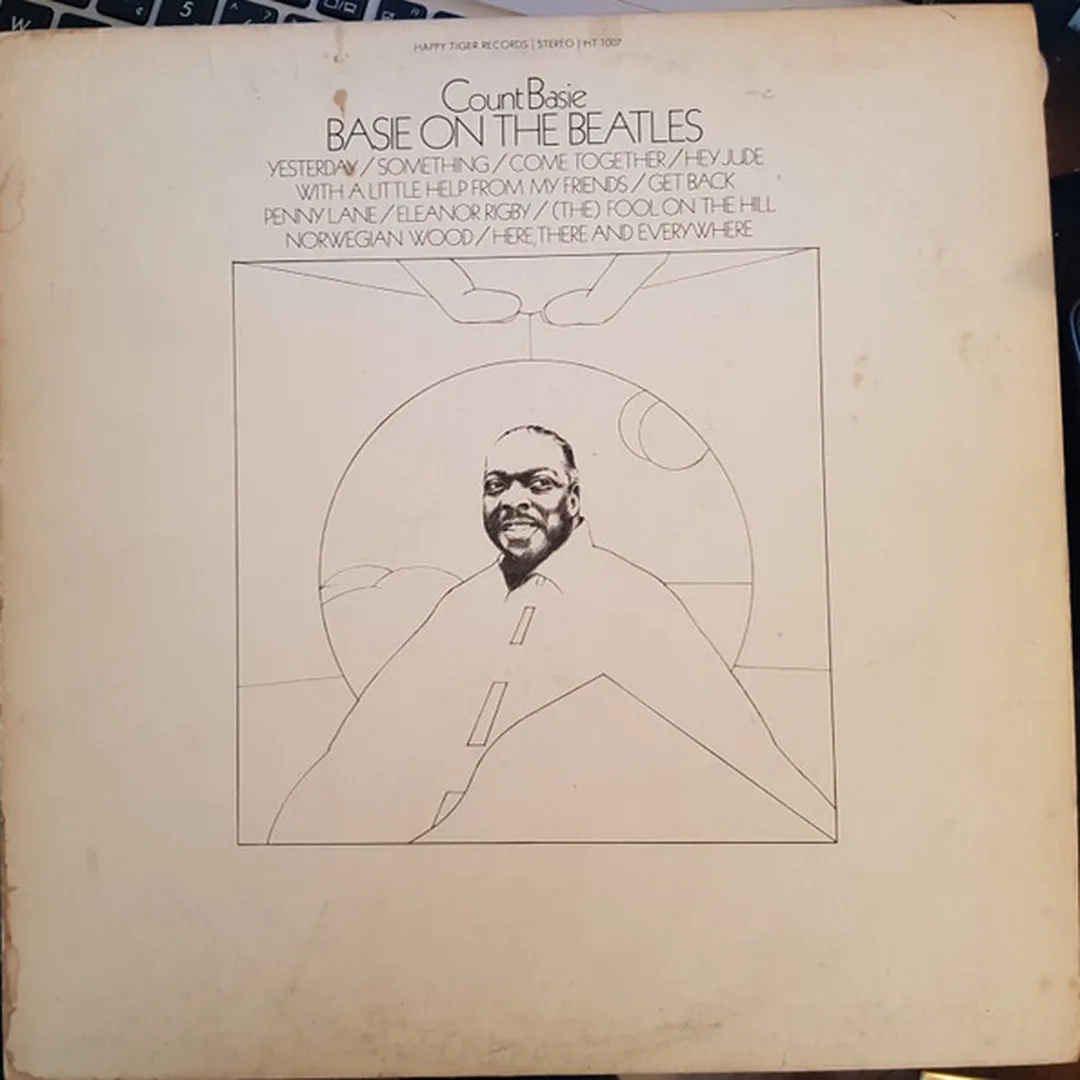 W
5
HAPPY TIGER RECORDS | STEREO | HT 1007
Count Basie
BASIE ON THE BEATLES
YESTERDAY / SOMETHING / COME TOGETHER / HEY JUDE
WITH A LITTLE HELP FROM MY FRIENDS / GET BACK
PENNY LANE / ELEANOR RIGBY / (THE) FOOL ON THE HILL
NORWEGIAN WOOD / HERE, THERE AND EVERYWHERE